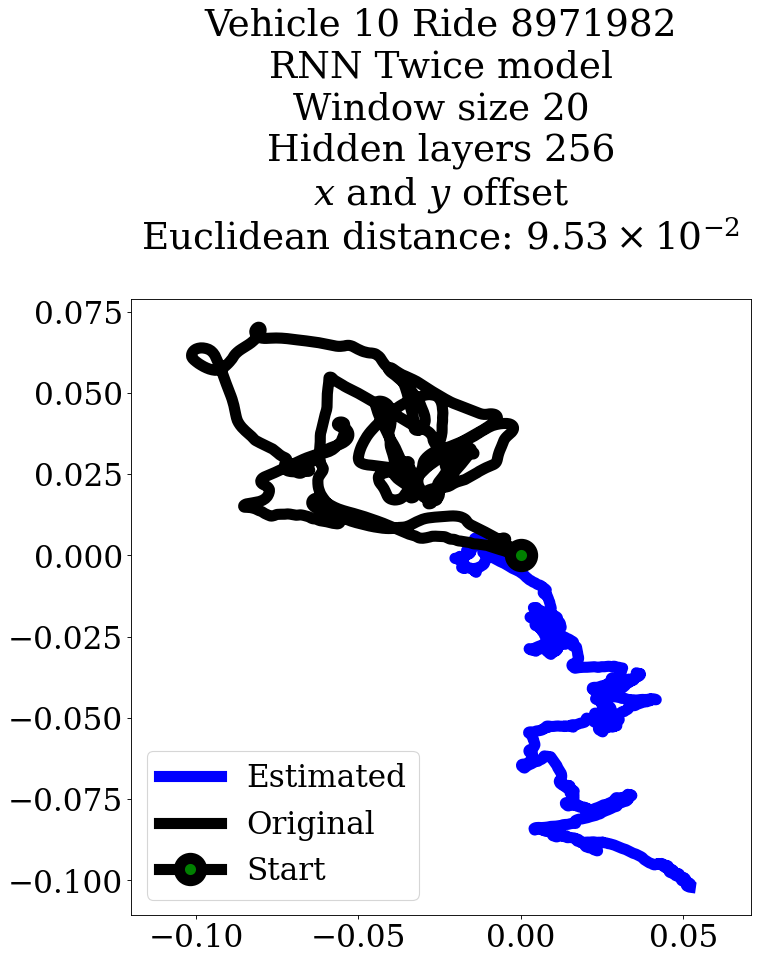 Vehicle 10 Ride 8971982
RNN Twice model
Window size 20
Hidden layers 256
x and y offset
Euclidean distance: 9.53 × 10⁻²
0.075
0.050
0.025
0.000
−0.025
−0.050
−0.075
−0.100
Estimated
Original
Start
−0.10
−0.05
0.00
0.05